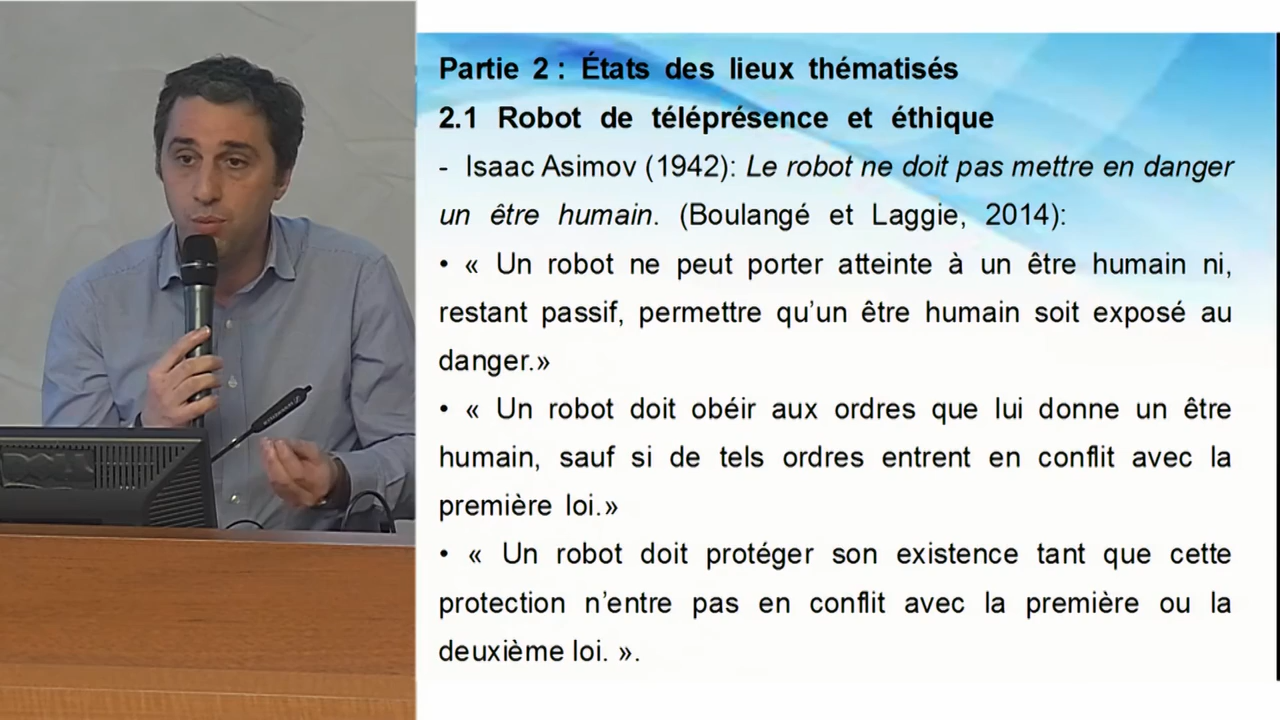 Partie 2 : États des lieux thématisés
2.1 Robot de téléprésence et éthique
- Isaac Asimov (1942): Le robot ne doit pas mettre en danger
un être humain. (Boulangé et Laggie, 2014):
• « Un robot ne peut porter atteinte à un être humain ni,
restant passif, permettre qu’un être humain soit exposé au
danger.»
• « Un robot doit obéir aux ordres que lui donne un être
humain, sauf si de tels ordres entrent en conflit avec la
première loi.»
• « Un robot doit protéger son existence tant que cette
protection n’entre pas en conflit avec la première ou la
deuxième loi. ».